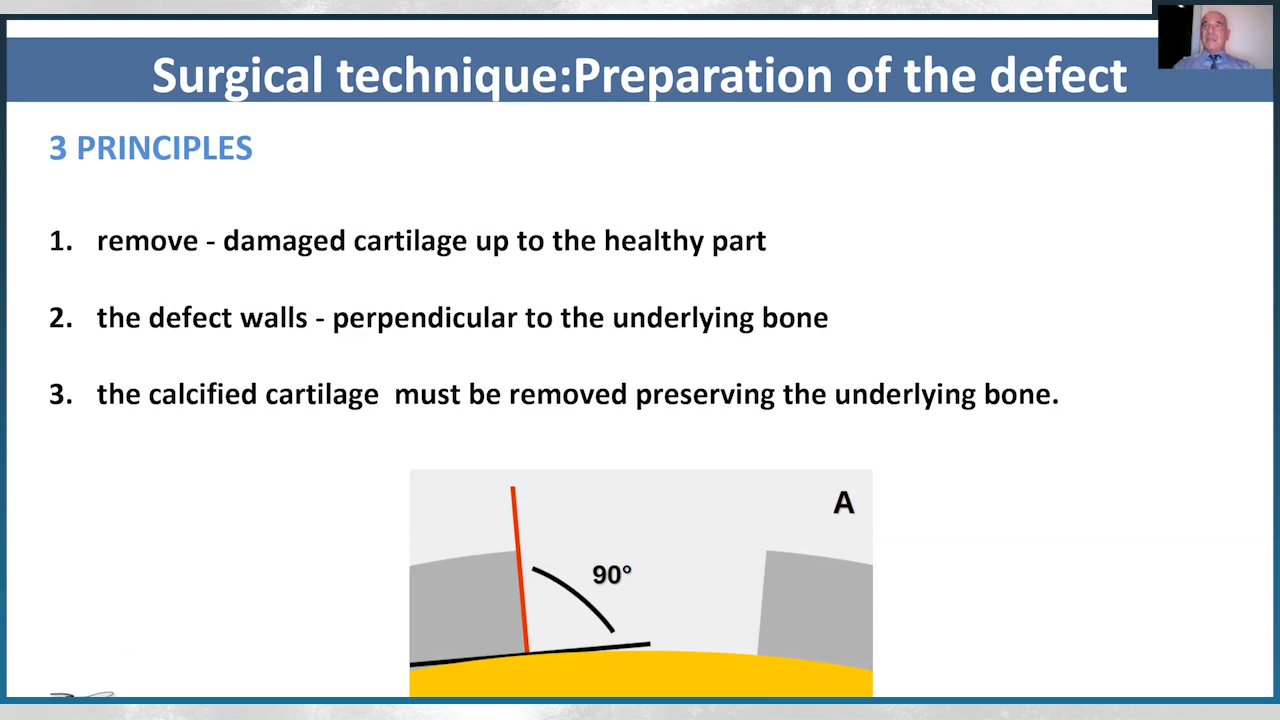 Surgical technique:Preparation of the defect
3 PRINCIPLES
1. remove - damaged cartilage up to the healthy part
2. the defect walls - perpendicular to the underlying bone
3. the calcified cartilage  must be removed preserving the underlying bone.
A
90°